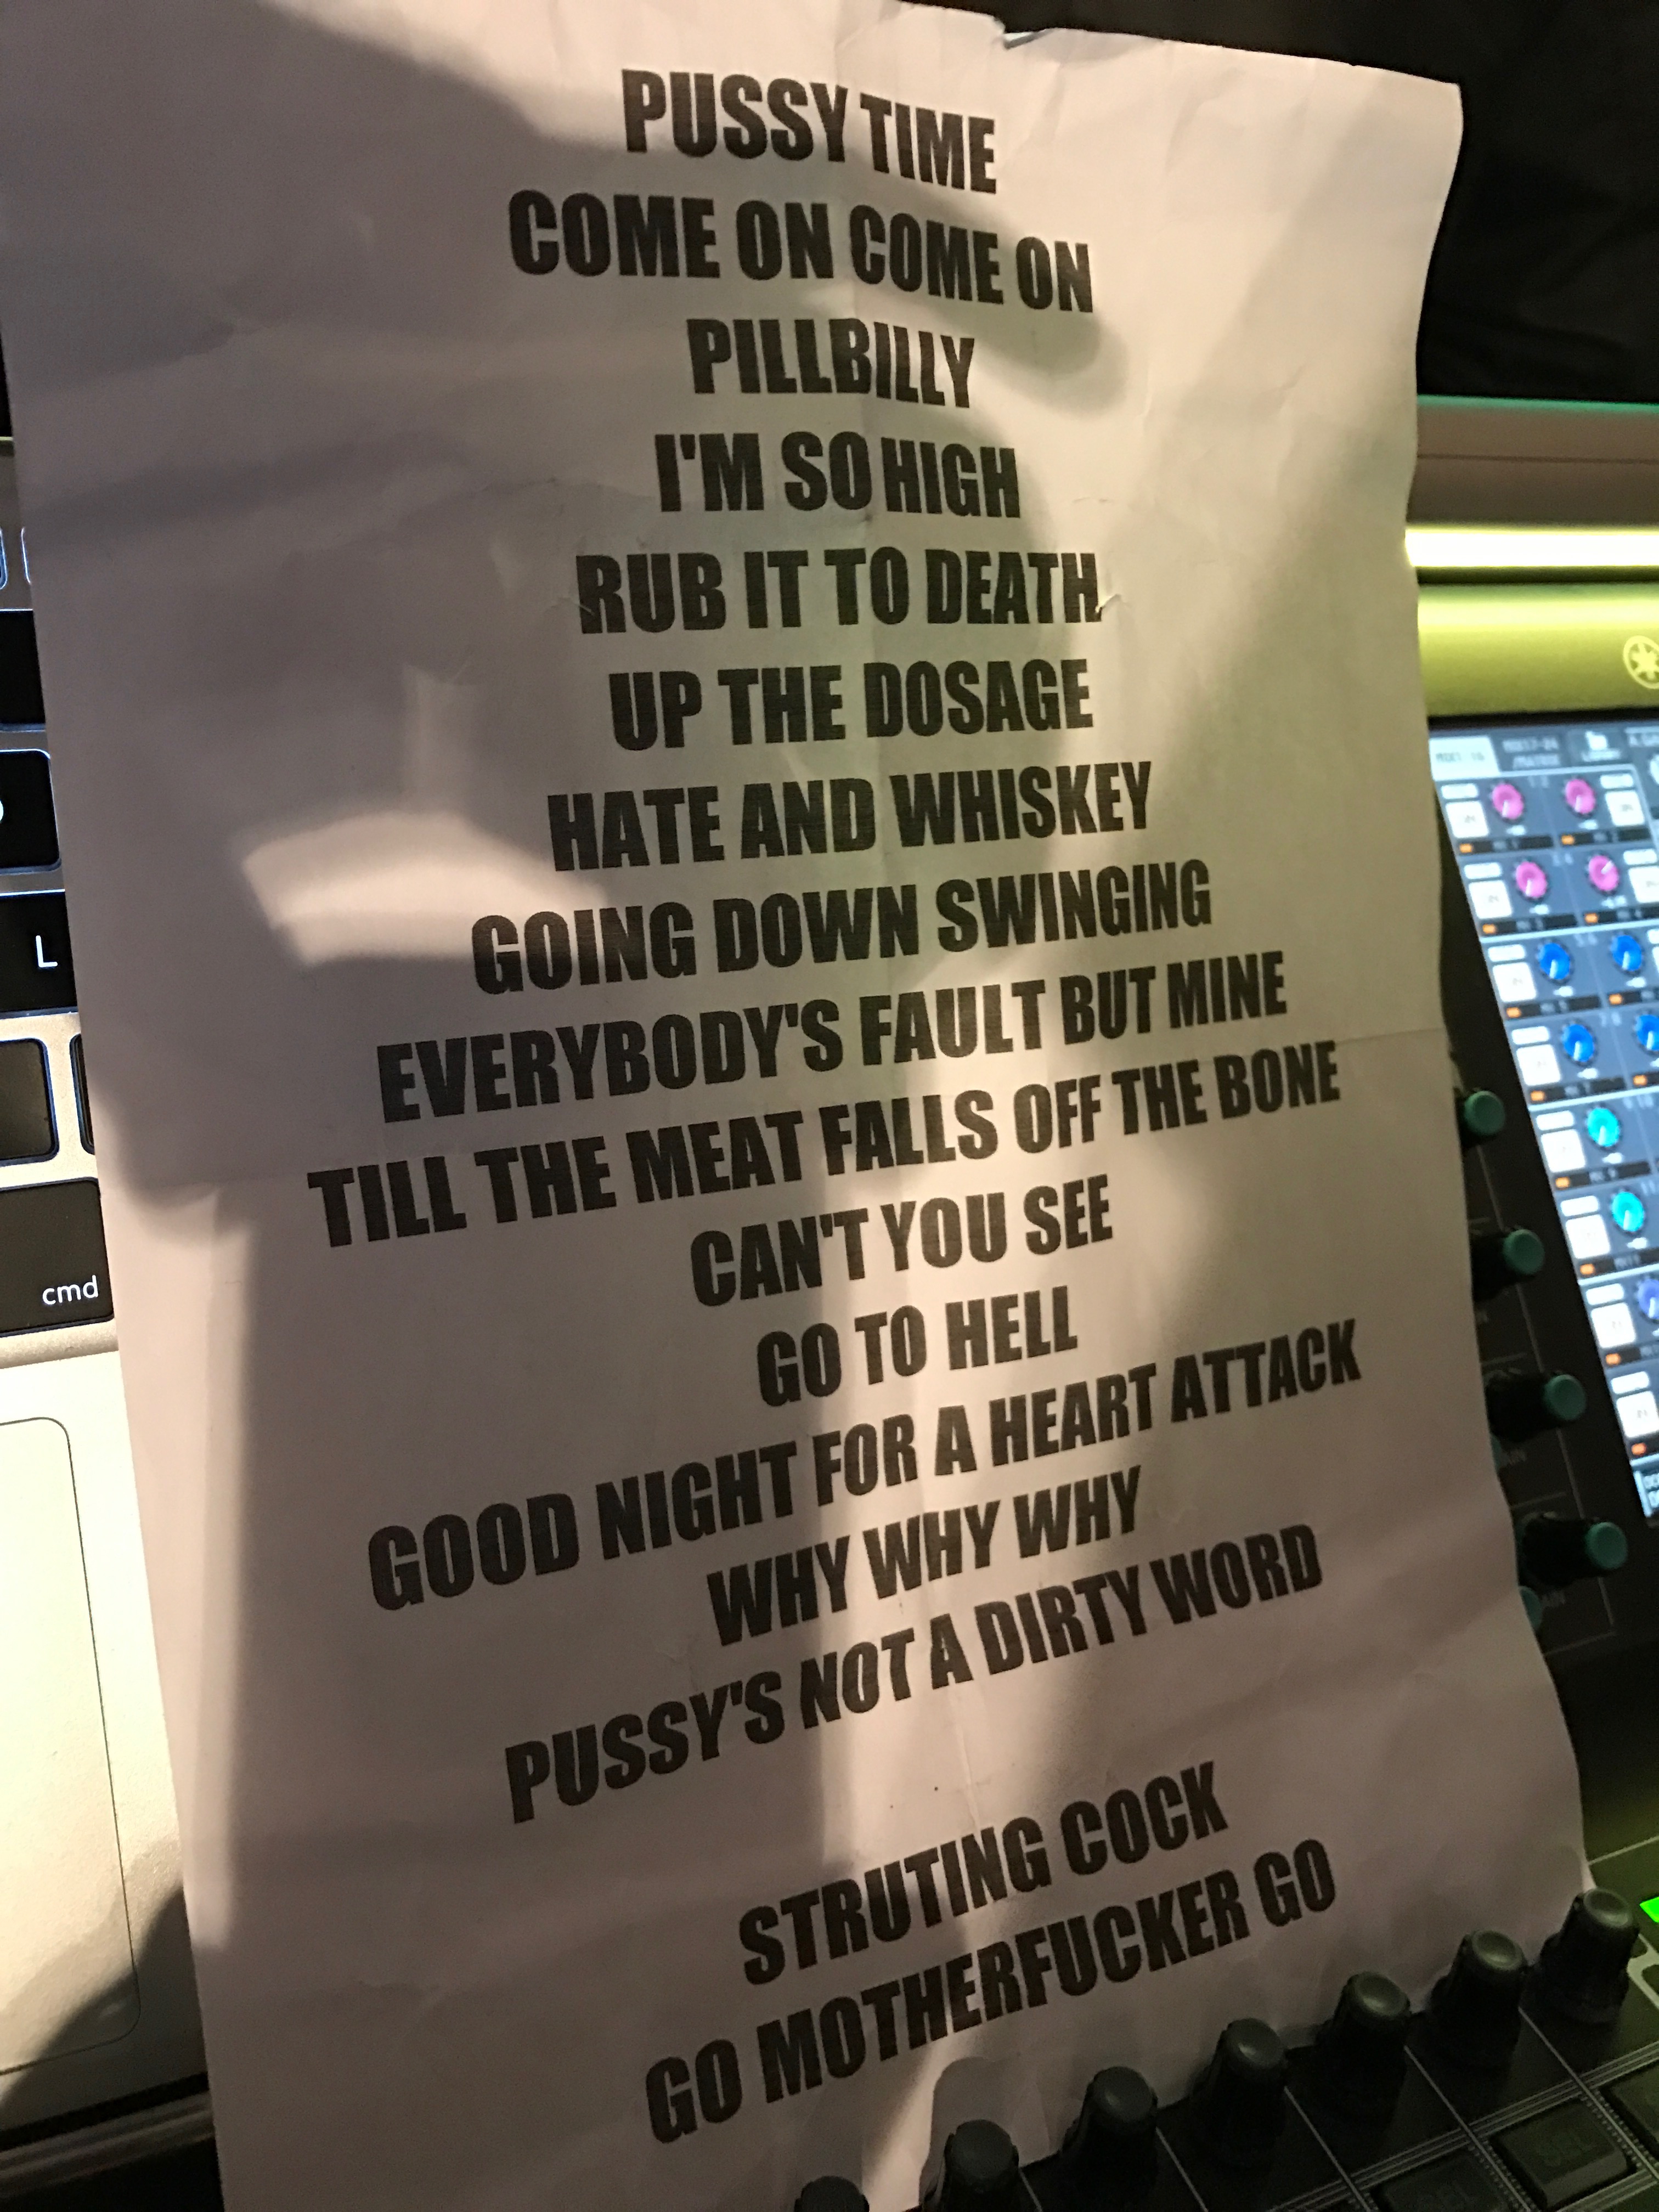 PUSSY TIME
COME ON COME ON
PILLBILLY
I'M SO HIGH
RUB IT TO DEATH
UP THE DOSAGE
HATE AND WHISKEY
GOING DOWN SWINGING
EVERYBODY'S FAULT BUT MINE
TILL THE MEAT FALLS OFF THE BONE
CAN'T YOU SEE
GO TO HELL
GOOD NIGHT FOR A HEART ATTACK
WHY WHY WHY
PUSSY'S NOT A DIRTY WORD
STRUTING COCK
GO MOTHERFUCKER GO
L
cmd